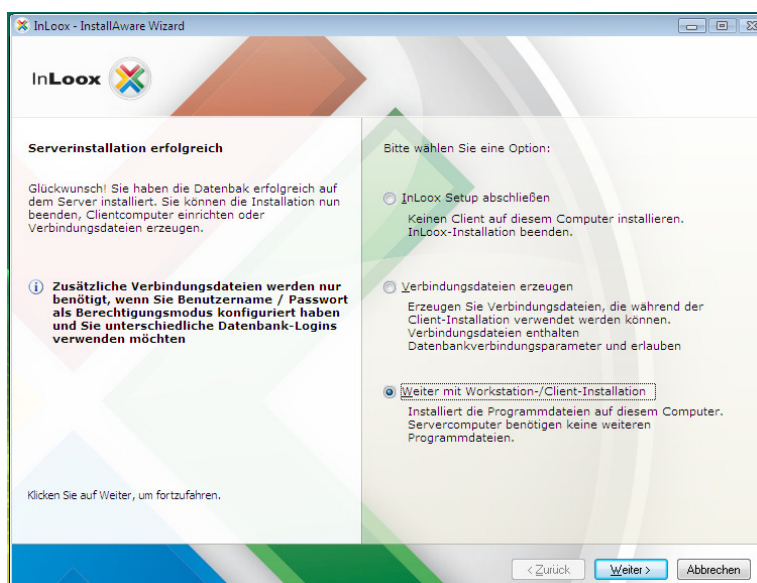 InLoox - InstallAware Wizard
InLoox
Serverinstallation erfolgreich
Glückwunsch! Sie haben die Datenbak erfolgreich auf
dem Server installiert. Sie können die Installation nun
beenden, Clientcomputer einrichten oder
Verbindungsdateien erzeugen.
Zusätzliche Verbindungsdateien werden nur
benötigt, wenn Sie Benutzername / Passwort
als Berechtigungsmodus konfiguriert haben
und Sie unterschiedliche Datenbank-Logins
verwenden möchten
Klicken Sie auf Weiter, um fortzufahren.
Bitte wählen Sie eine Option:
InLoox Setup abschließen
Keinen Client auf diesem Computer installieren.
InLoox-Installation beenden.
Verbindungsdateien erzeugen
Erzeugen Sie Verbindungsdateien, die während der
Client-Installation verwendet werden können.
Verbindungsdateien enthalten
Datenbankverbindungsparameter und erlauben
Weiter mit Workstation-/Client-Installation
Installiert die Programmdateien auf diesem Computer.
Servercomputer benötigen keine weiteren
Programmdateien.
< Zurück
Weiter >
Abbrechen